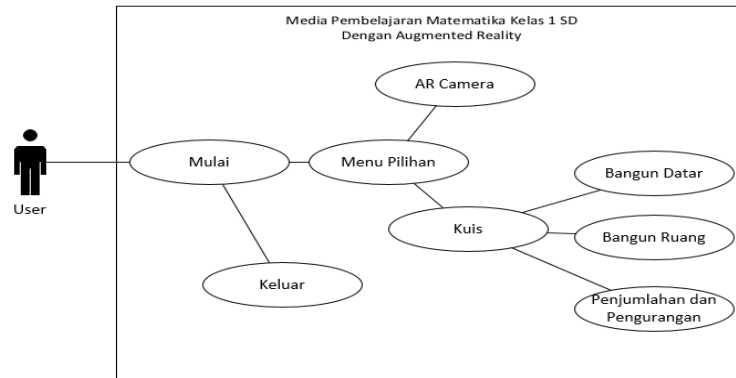 Media Pembelajaran Matematika Kelas 1 SD
Dengan Augmented Reality
AR Camera
Mulai
Menu Pilihan
Bangun Datar
User
Kuis
Bangun Ruang
Keluar
Penjumlahan dan
Pengurangan